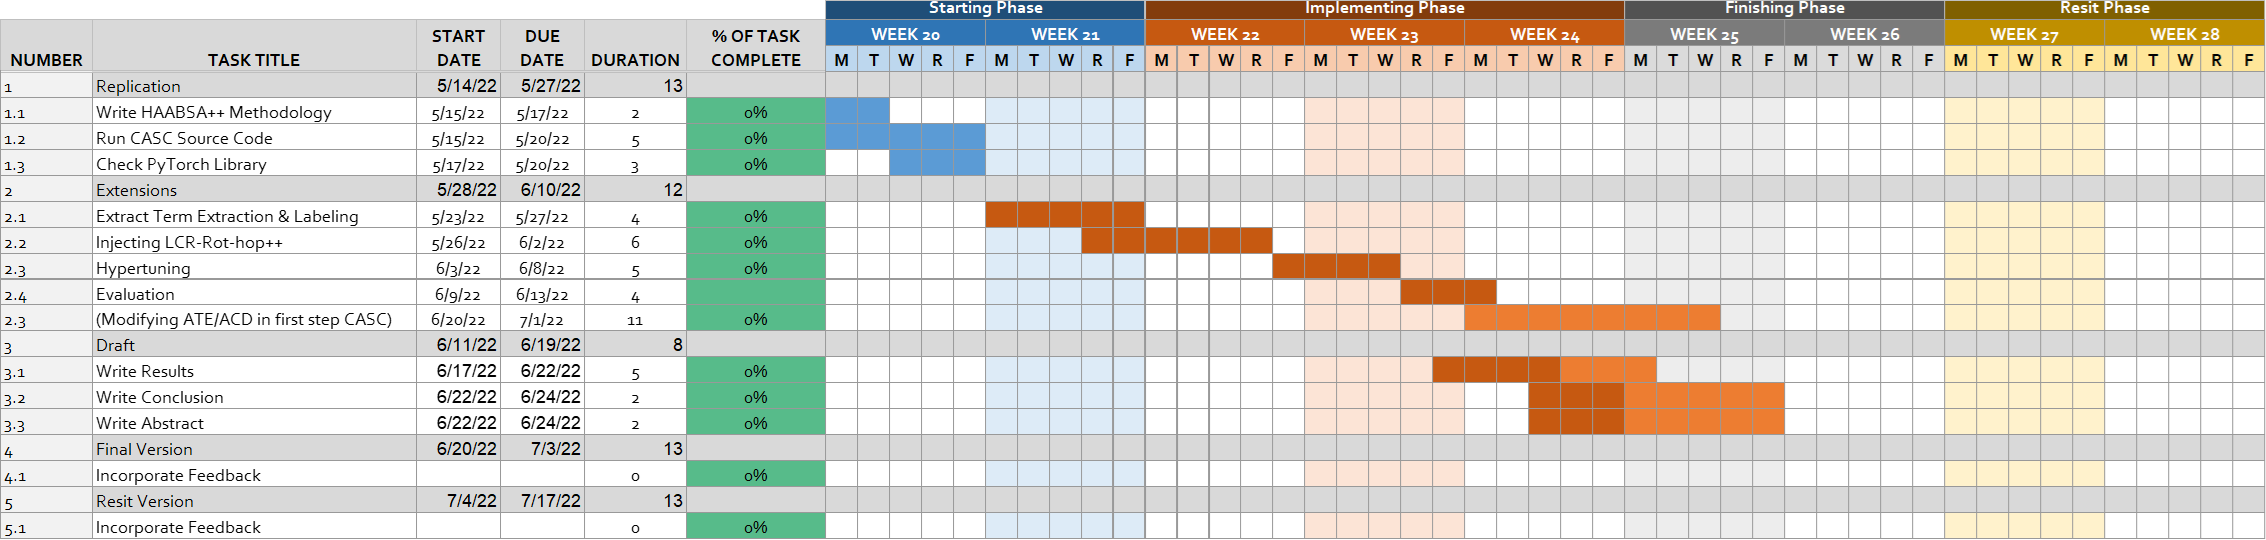 Starting Phase Implementing Phase Finishing Phase Resit Phase
WEEK 20 WEEK 21 WEEK 22 WEEK 23 WEEK 24 WEEK 25 WEEK 26 WEEK 27 WEEK 28
NUMBER TASK TITLE START DATE DUE DATE DURATION % OF TASK COMPLETE M T W R F M T W R F M T W R F M T W R F M T W R F M T W R F M T W R F M T W R F M T W R F
1 Replication 5/14/22 5/27/22 13
1.1 Write HAABSA++ Methodology 5/15/22 5/17/22 2 0%
1.2 Run CASC Source Code 5/15/22 5/20/22 5 0%
1.3 Check PyTorch Library 5/17/22 5/20/22 3 0%
2 Extensions 5/28/22 6/10/22 12
2.1 Extract Term Extraction & Labeling 5/23/22 5/27/22 4 0%
2.2 Injecting LCR-Rot-hop++ 5/26/22 6/2/22 6 0%
2.3 Hypertuning 6/3/22 6/8/22 5 0%
2.4 Evaluation 6/9/22 6/13/22 4
2.3 (Modifying ATE/ACD in first step CASC) 6/20/22 7/1/22 11 0%
3 Draft 6/11/22 6/19/22 8
3.1 Write Results 6/17/22 6/22/22 5 0%
3.2 Write Conclusion 6/22/22 6/24/22 2 0%
3.3 Write Abstract 6/22/22 6/24/22 2 0%
4 Final Version 6/20/22 7/3/22 13
4.1 Incorporate Feedback 0 0%
5 Resit Version 7/4/22 7/17/22 13
5.1 Incorporate Feedback 0 0%